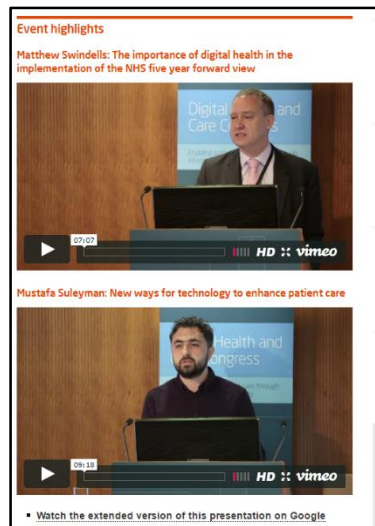 Event highlights
Matthew Swindells: The importance of digital health in the
implementation of the NHS five year forward view
Digital and
Care Co
07:07
HD vimeo
Mustafa Suleyman: New ways for technology to enhance patient care
Health and
ongress
09:18
HD vimeo
▪ Watch the extended version of this presentation on Google